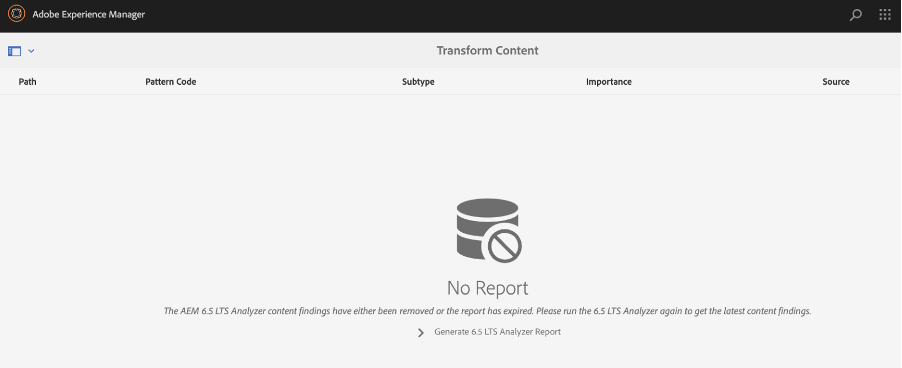 Adobe Experience Manager
Transform Content
Path Pattern Code Subtype Importance Source
No Report
The AEM 6.5 LTS Analyzer content findings have either been removed or the report has expired. Please run the 6.5 LTS Analyzer again to get the latest content findings.
Generate 6.5 LTS Analyzer Report